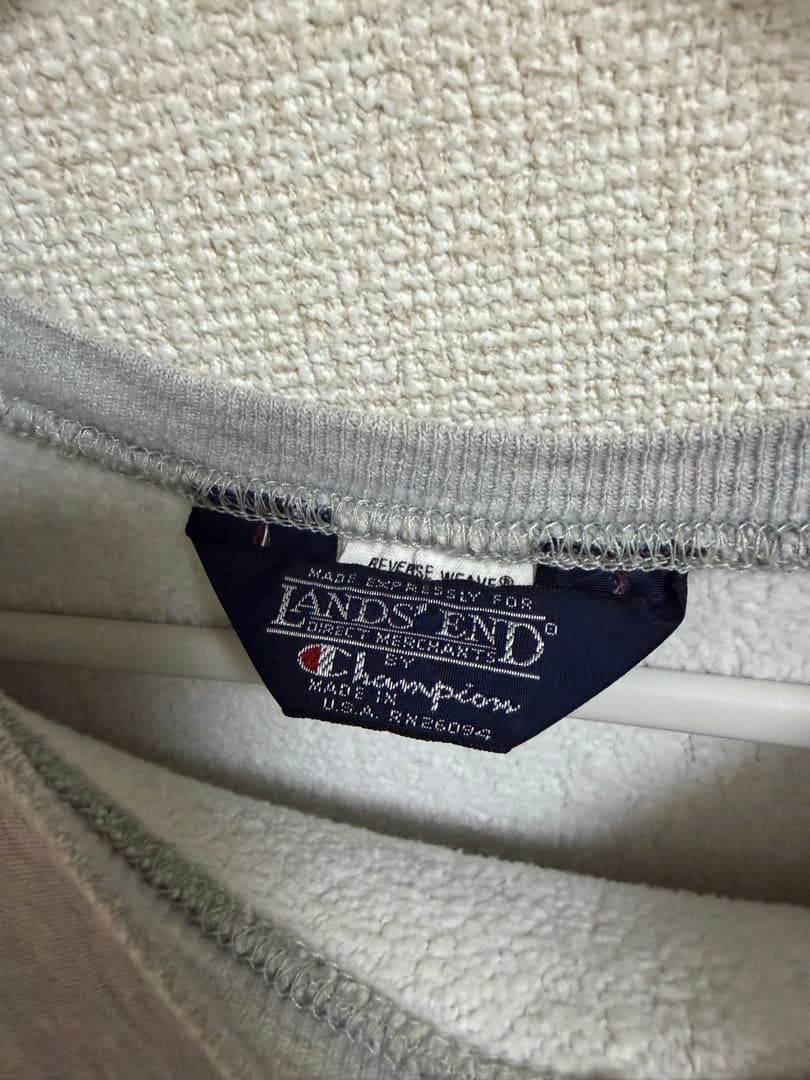 REVERSE WEAVE®
MADE EXPRESSLY FOR
LANDS' END®
DIRECT MERCHANTS
BY
Champion
MADE IN
U.S.A. RN26094